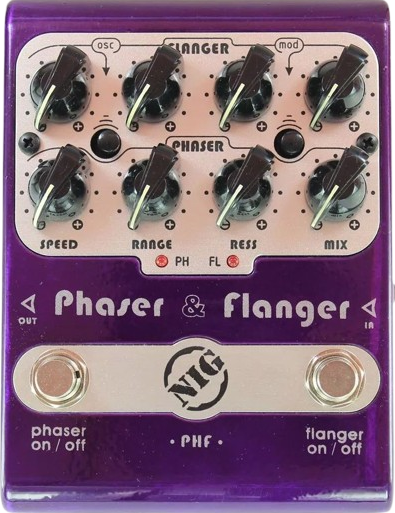 osc FLANGER mod
PHASER
SPEED RANGE RESS MIX
PH FL
OUT Phaser & Flanger IN
NIG
phaser on / off
· PHF ·
flanger on / off